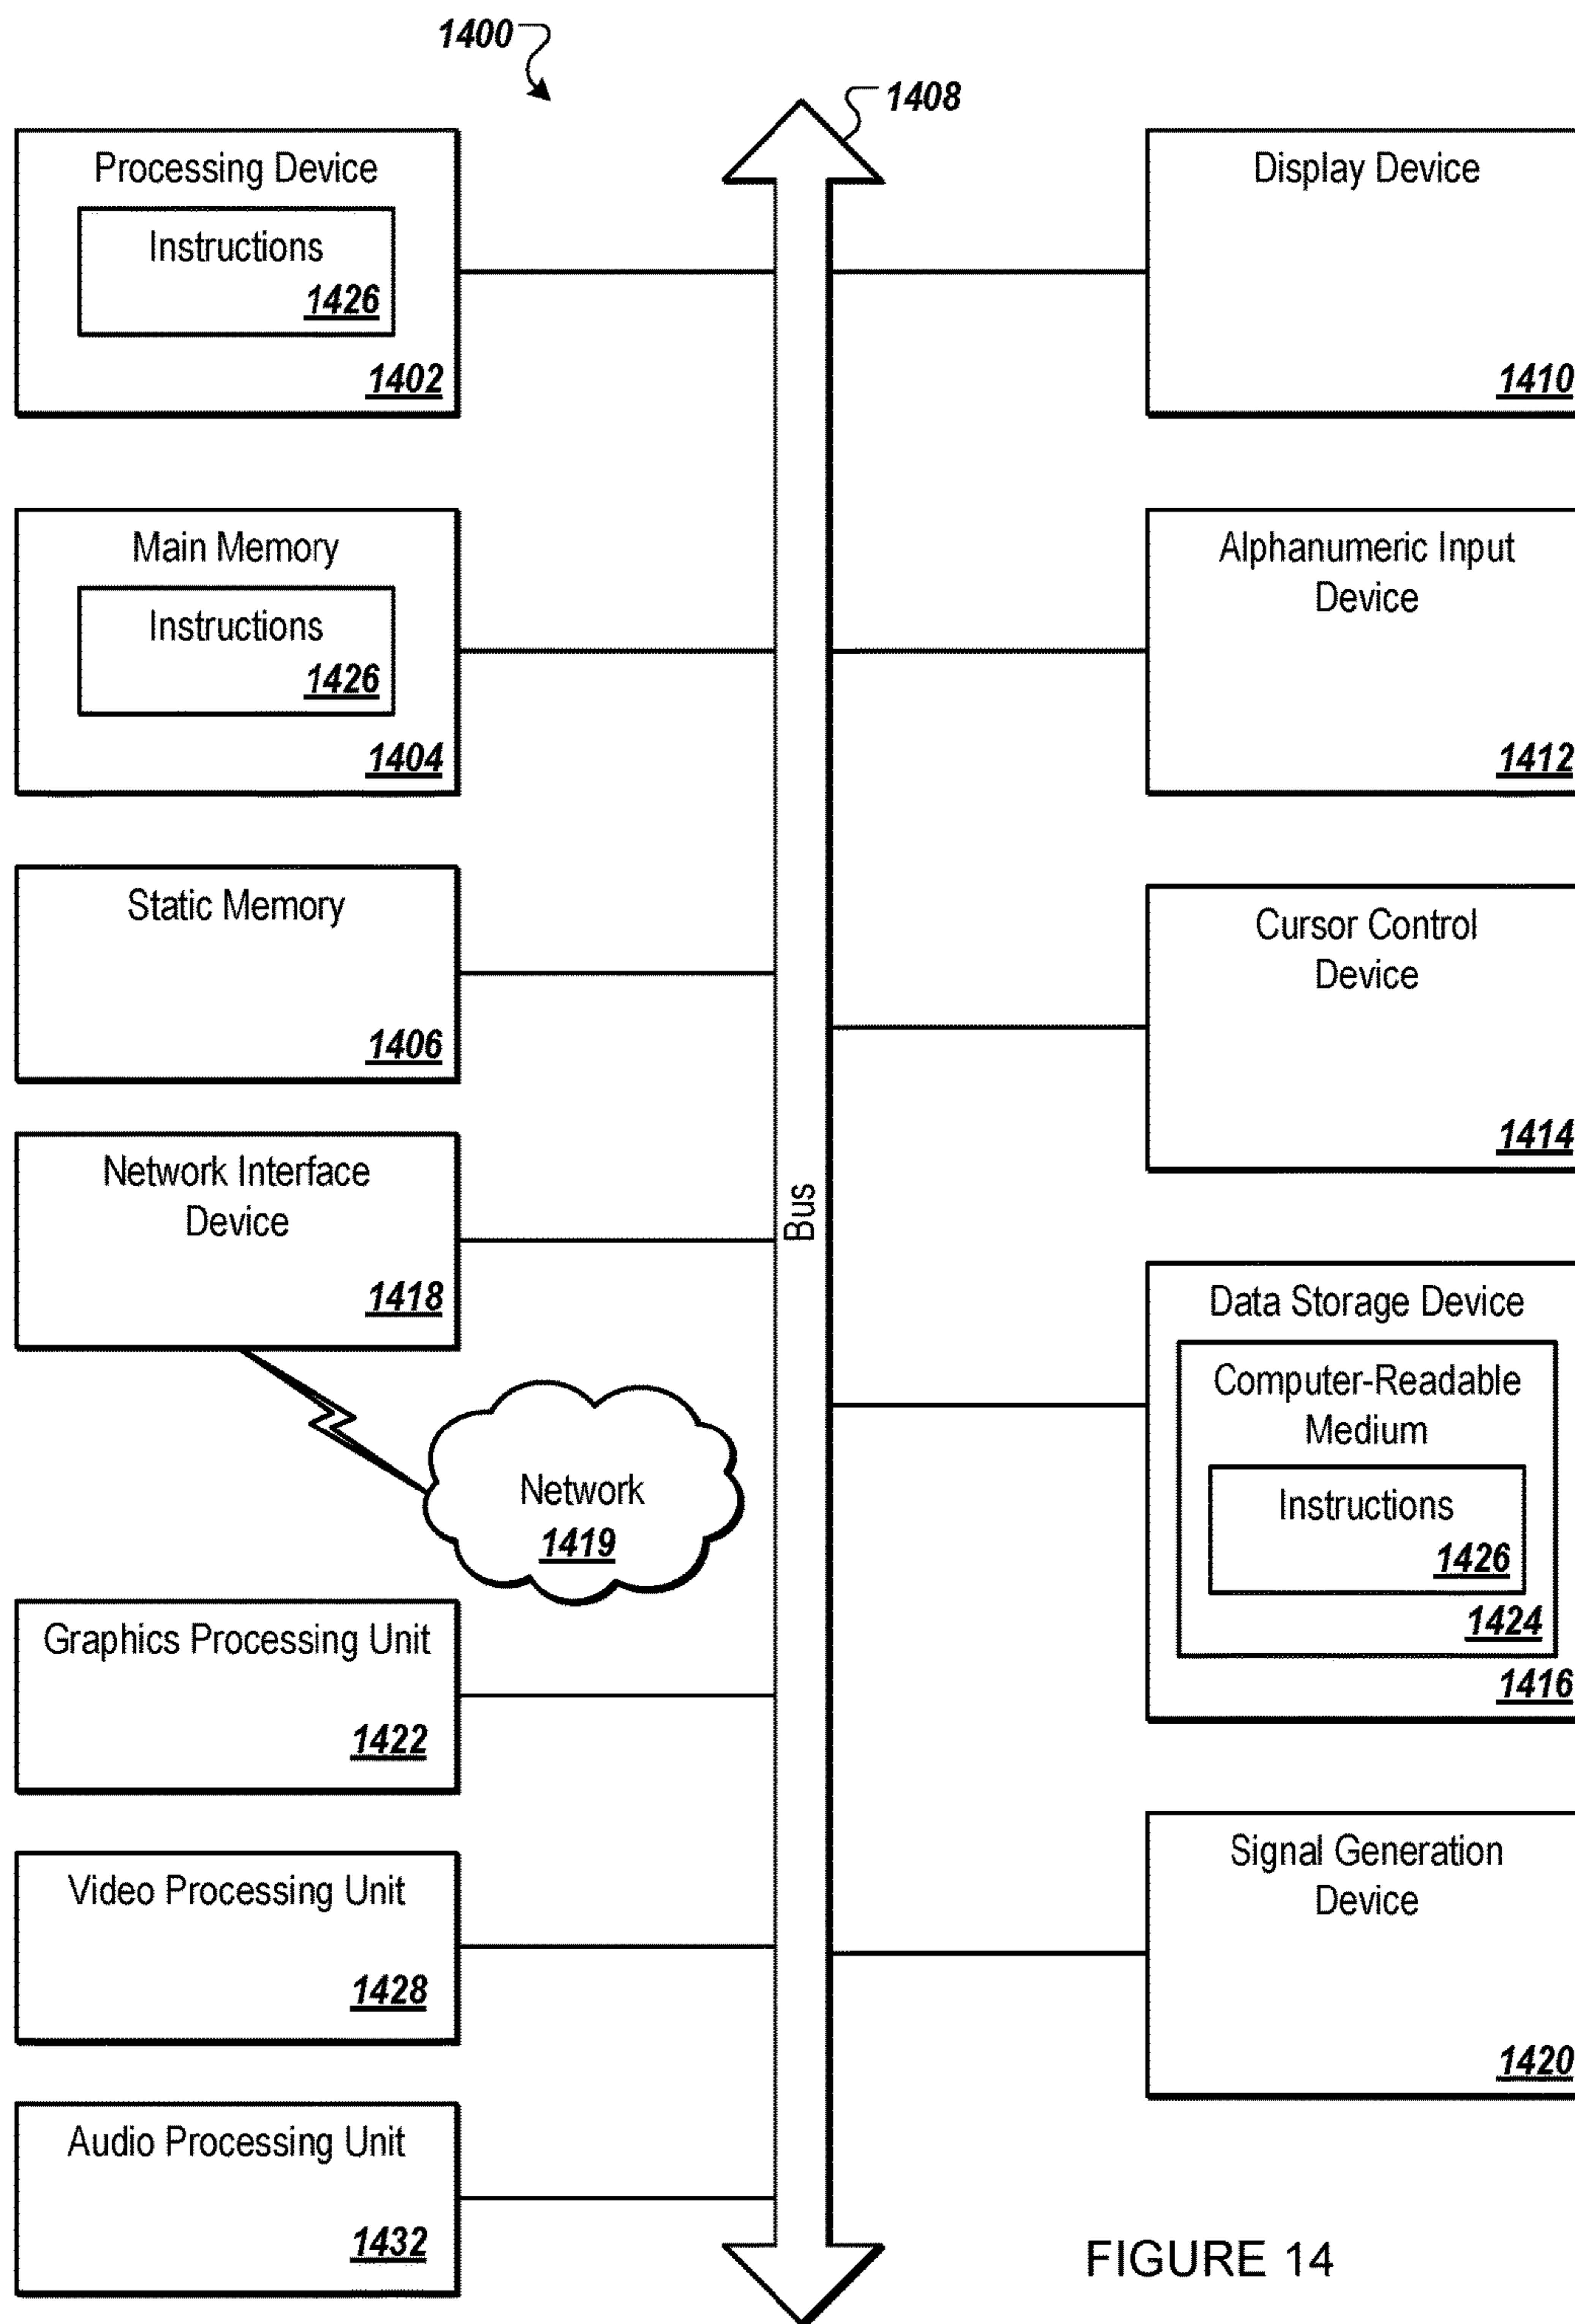 1400
1408
Processing Device
Instructions
1426
1402
Main Memory
Instructions
1426
1404
Static Memory
1406
Network Interface
Device
1418
Network
1419
Graphics Processing Unit
1422
Video Processing Unit
1428
Audio Processing Unit
1432
Bus
Display Device
1410
Alphanumeric Input
Device
1412
Cursor Control
Device
1414
Data Storage Device
Computer-Readable
Medium
Instructions
1426
1424
1416
Signal Generation
Device
1420
FIGURE 14